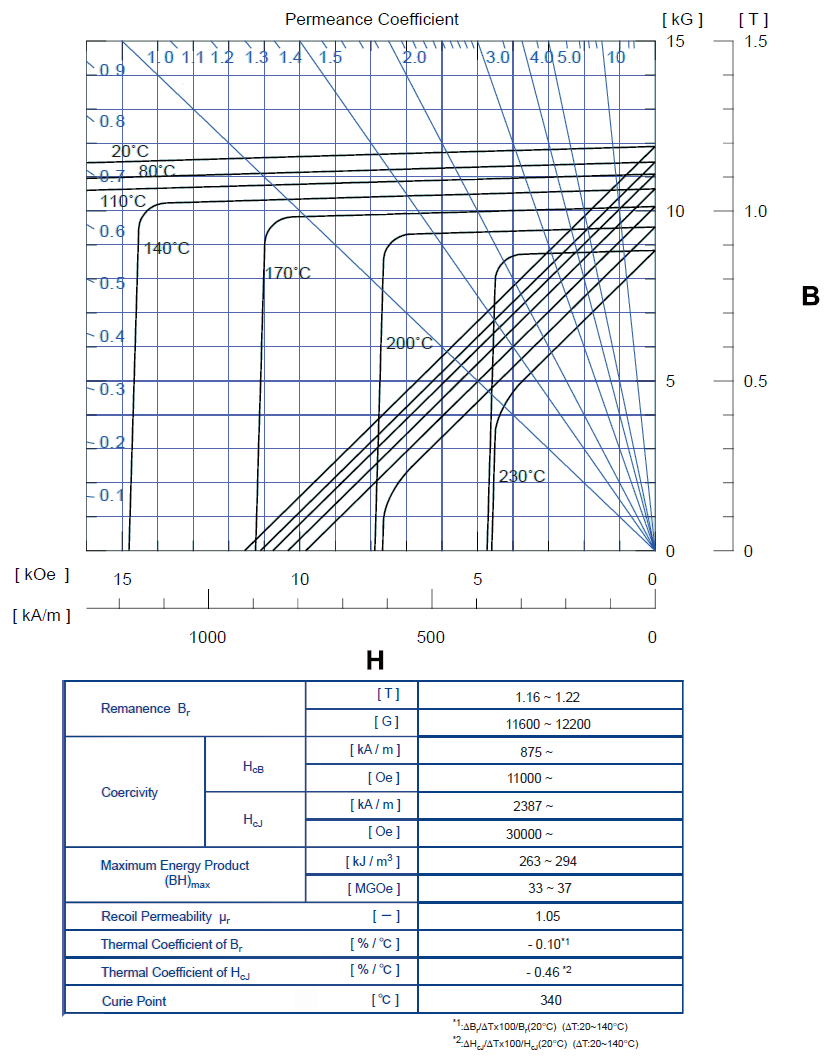 Permeance Coefficient
[ kG ] [ T ]
15 1.5
0.9 1.0 1.1 1.2 1.3 1.4 1.5 2.0 3.0 4.0 5.0 10
0.8
20°C
80°C
0.7
110°C
10 1.0
0.6
140°C
170°C
0.5
B
0.4
200°C
5 0.5
0.3
0.2
230°C
0.1
0 0
[ kOe ] 15 10 5 0
[ kA/m ]
1000 500 0
H
Remanence Br [ T ] 1.16 ~ 1.22
[ G ] 11600 ~ 12200
Coercivity HcB [ kA / m ] 875 ~
[ Oe ] 11000 ~
HcJ [ kA / m ] 2387 ~
[ Oe ] 30000 ~
Maximum Energy Product (BH)max [ kJ / m³ ] 263 ~ 294
[ MGOe ] 33 ~ 37
Recoil Permeability μr [ − ] 1.05
Thermal Coefficient of Br [ % / °C ] - 0.10*1
Thermal Coefficient of HcJ [ % / °C ] - 0.46 *2
Curie Point [ °C ] 340
*1:ΔBr/ΔTx100/Br(20°C) (ΔT:20~140°C)
*2:ΔHcJ/ΔTx100/HcJ(20°C) (ΔT:20~140°C)